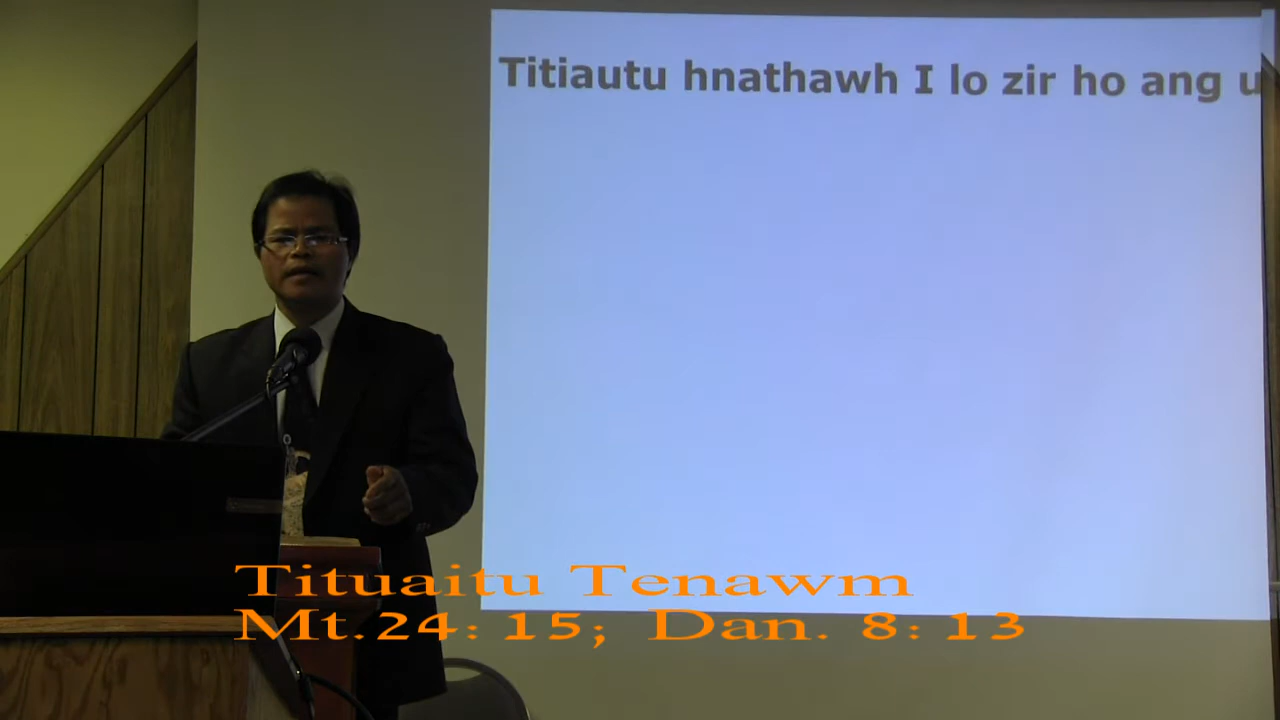 Titiautu hnathawh I lo zir ho ang u
Tituaitu Tenawm
Mt.24:15; Dan. 8:13